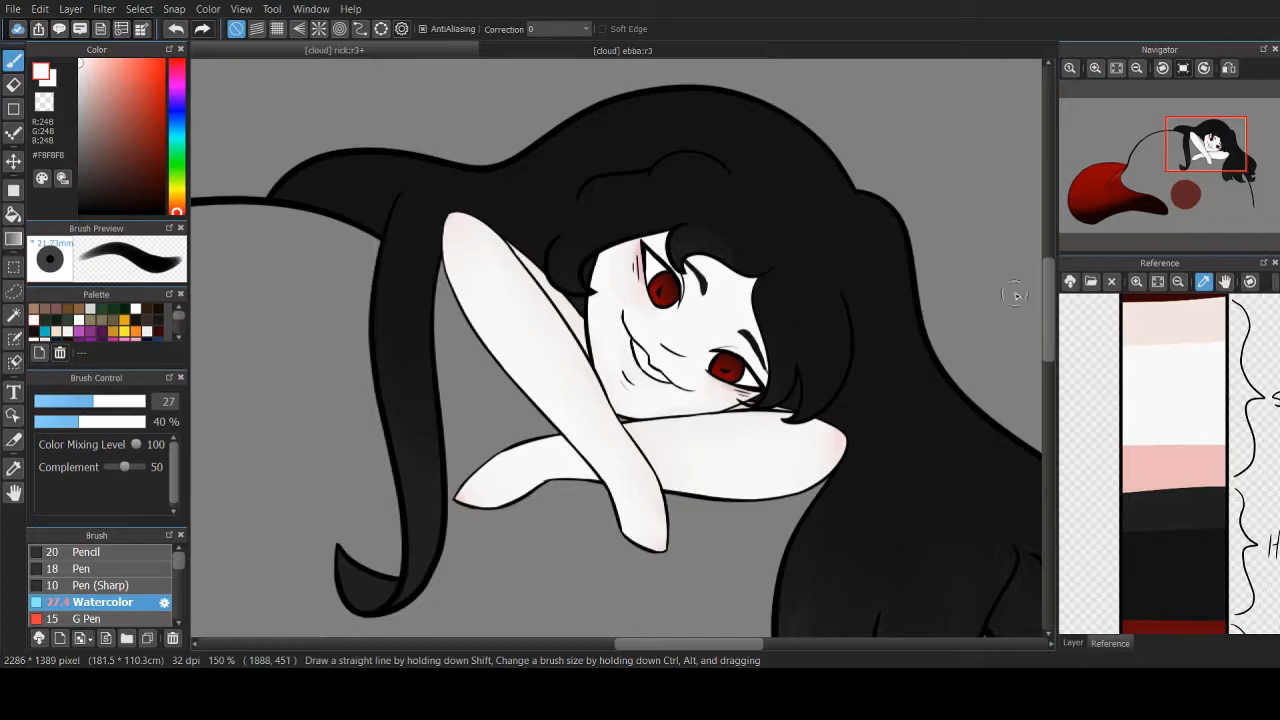 File Edit Layer Filter Select Snap Color View Tool Window Help
AntiAliasing Correction 0 Soft Edge
Color
[cloud] rick:r3+
[cloud] ebba:r3
Navigator
R:248
G:248
B:248
#F8F8F8
Brush Preview
* 21.73mm
Palette
---
Brush Control
27
40 %
Color Mixing Level 100
Complement 50
Brush
20 Pencil
18 Pen
10 Pen (Sharp)
27.4 Watercolor
15 G Pen
Reference
Layer Reference
2286 * 1389 pixel (181.5 * 110.3cm) 32 dpi 150 % ( 1888, 451 ) Draw a straight line by holding down Shift, Change a brush size by holding down Ctrl, Alt, and dragging